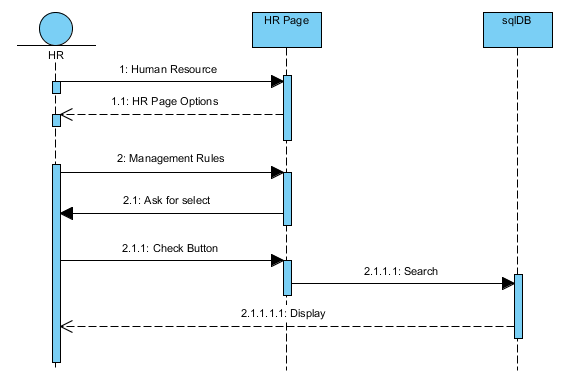 HR Page
sqlDB
HR
1: Human Resource
1.1: HR Page Options
2: Management Rules
2.1: Ask for select
2.1.1: Check Button
2.1.1.1: Search
2.1.1.1.1: Display